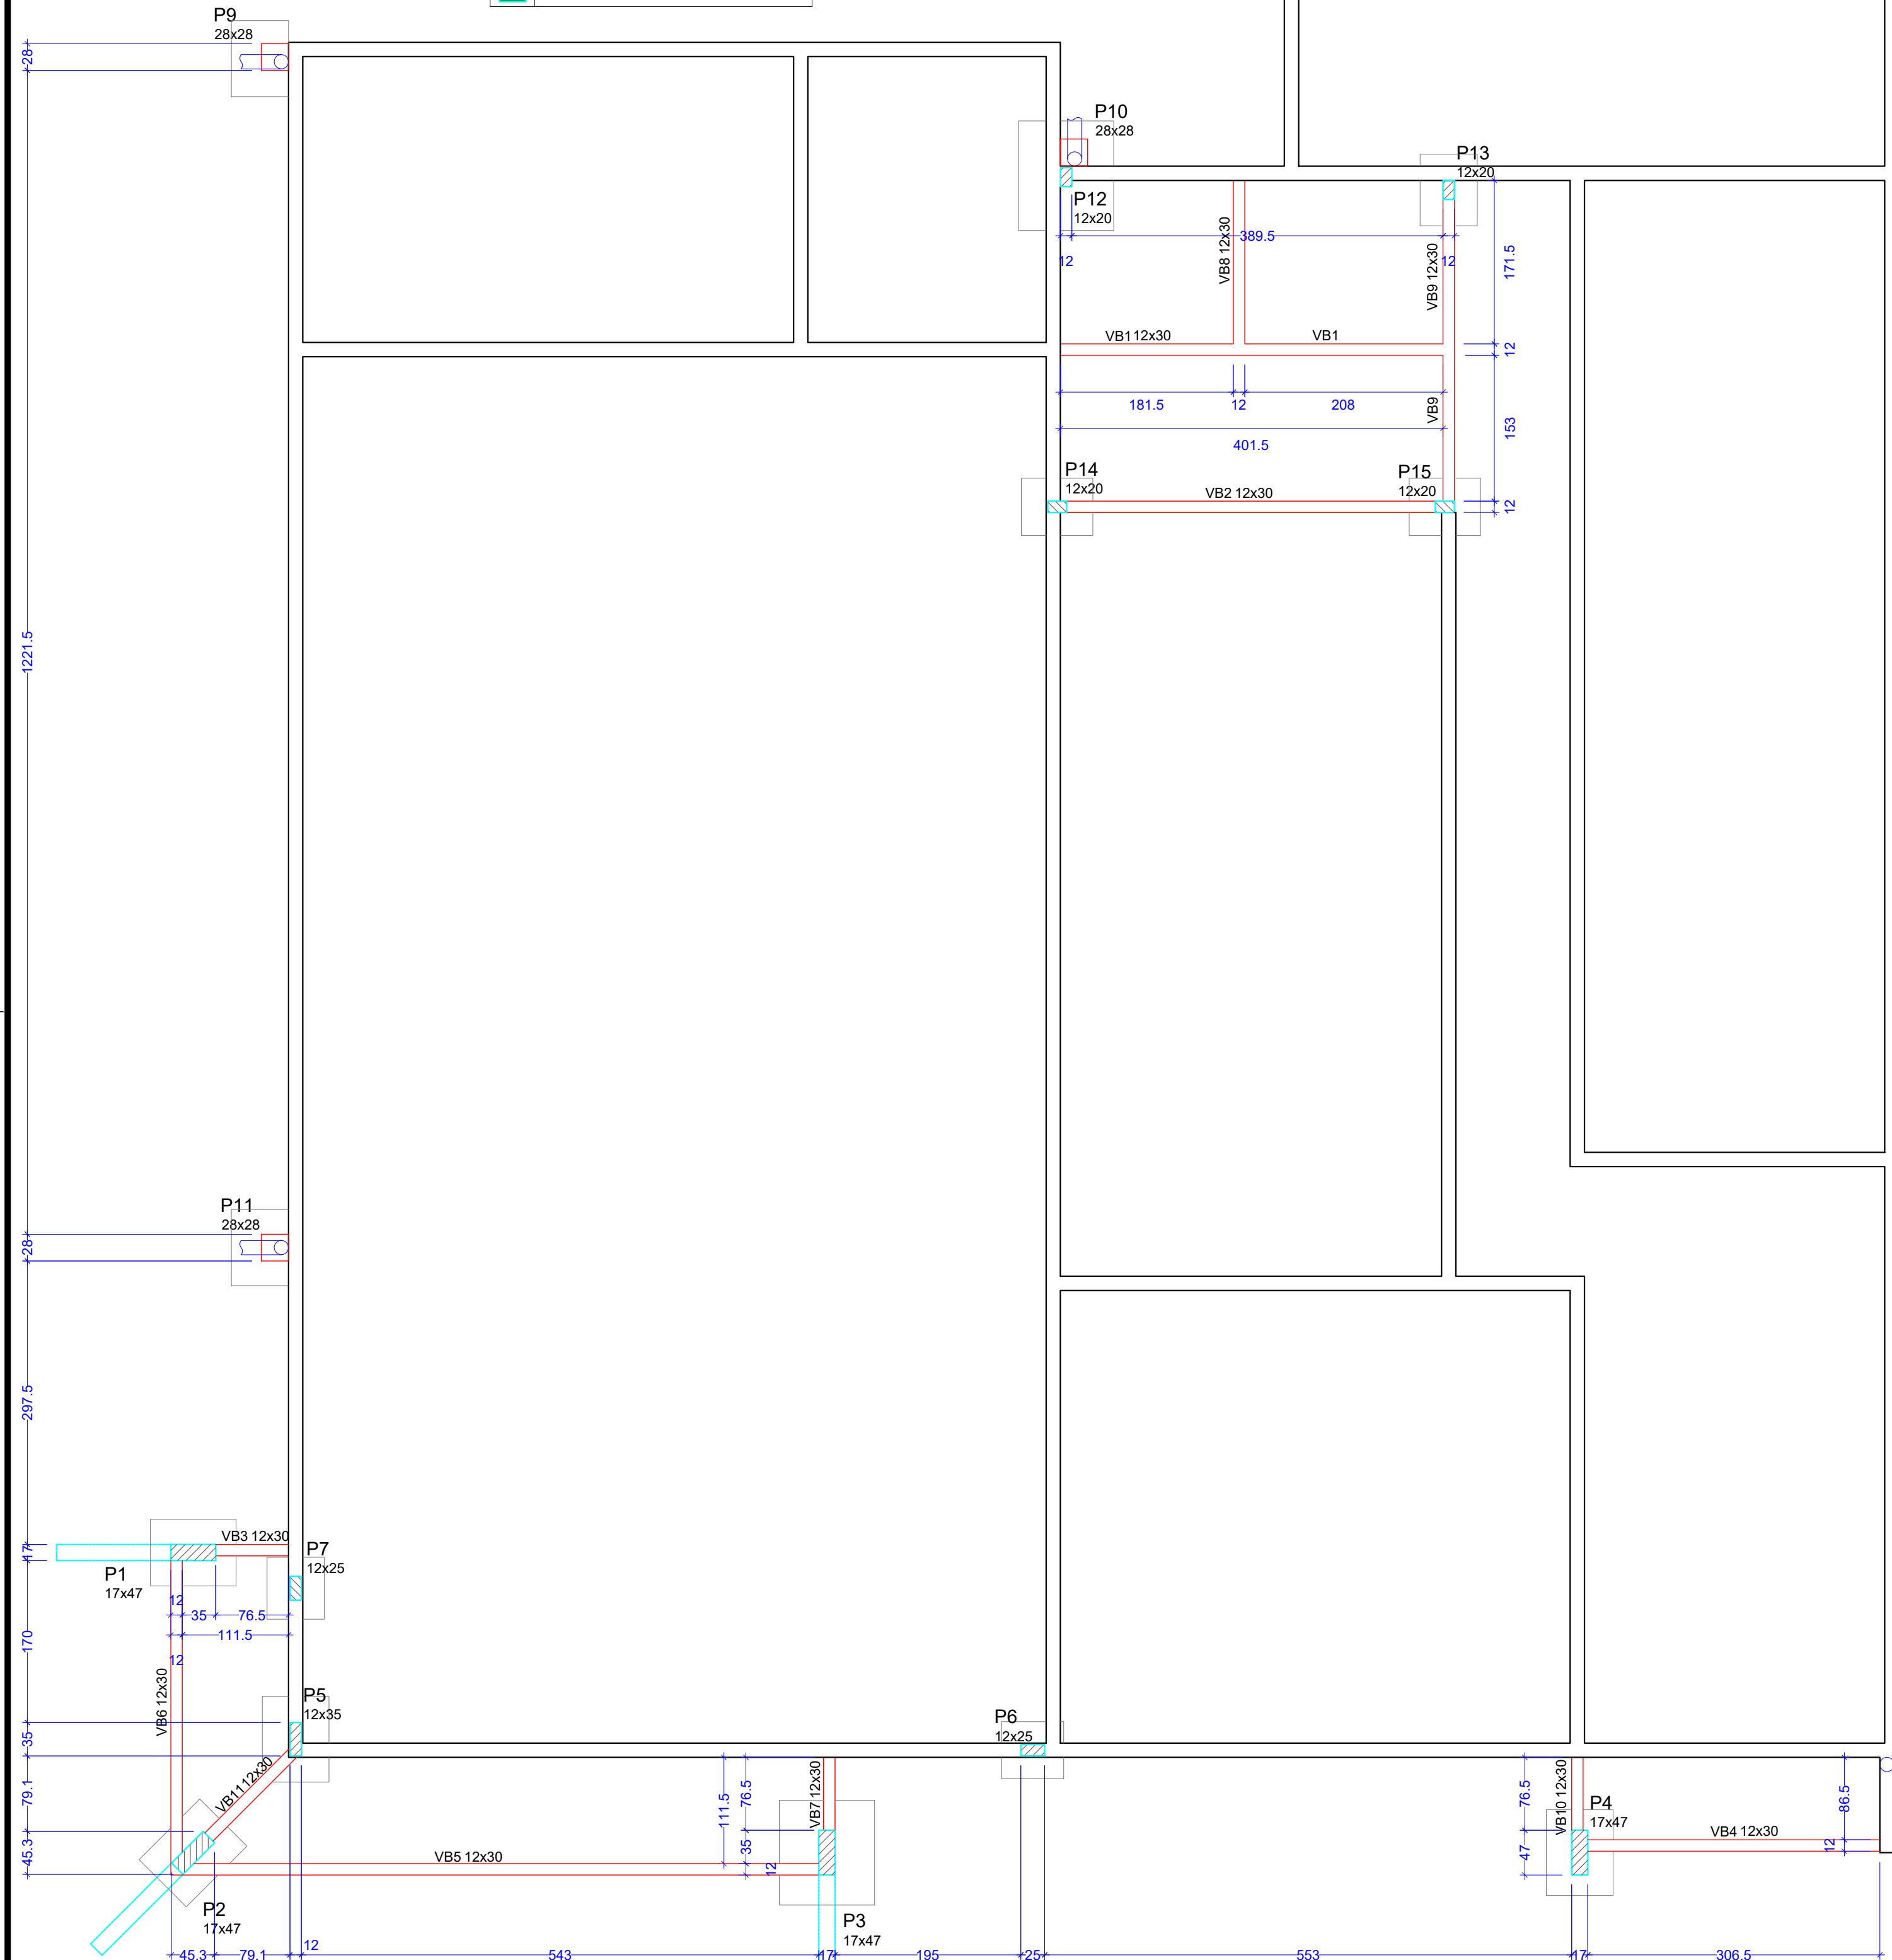 P9
28x28
28
P10
28x28
P13
12x20
P12
12x20
389.5
12
12
VB8 12x30
VB9 12x30
171.5
VB1 12x30
VB1
12
181.5
12
208
VB9
153
401.5
P14
12x20
P15
12x20
VB2 12x30
12
1221.5
P11
28x28
28
297.5
VB3 12x30
17
P1
17x47
P7
12x25
12
35
76.5
111.5
12
170
VB6 12x30
P5
12x35
35
P6
12x25
VB11 12x30
79.1
111.5
76.5
VB7 12x30
76.5
VB10 12x30
P4
17x47
86.5
VB4 12x30
12
45.3
VB5 12x30
35
12
47
P2
17x47
P3
17x47
45.3
79.1
12
543
17
195
25
553
17
306.5